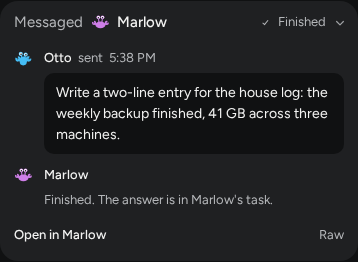 Messaged Marlow Finished
Otto sent 5:38 PM
Write a two-line entry for the house log: the
weekly backup finished, 41 GB across three
machines.
Marlow
Finished. The answer is in Marlow's task.
Open in Marlow Raw